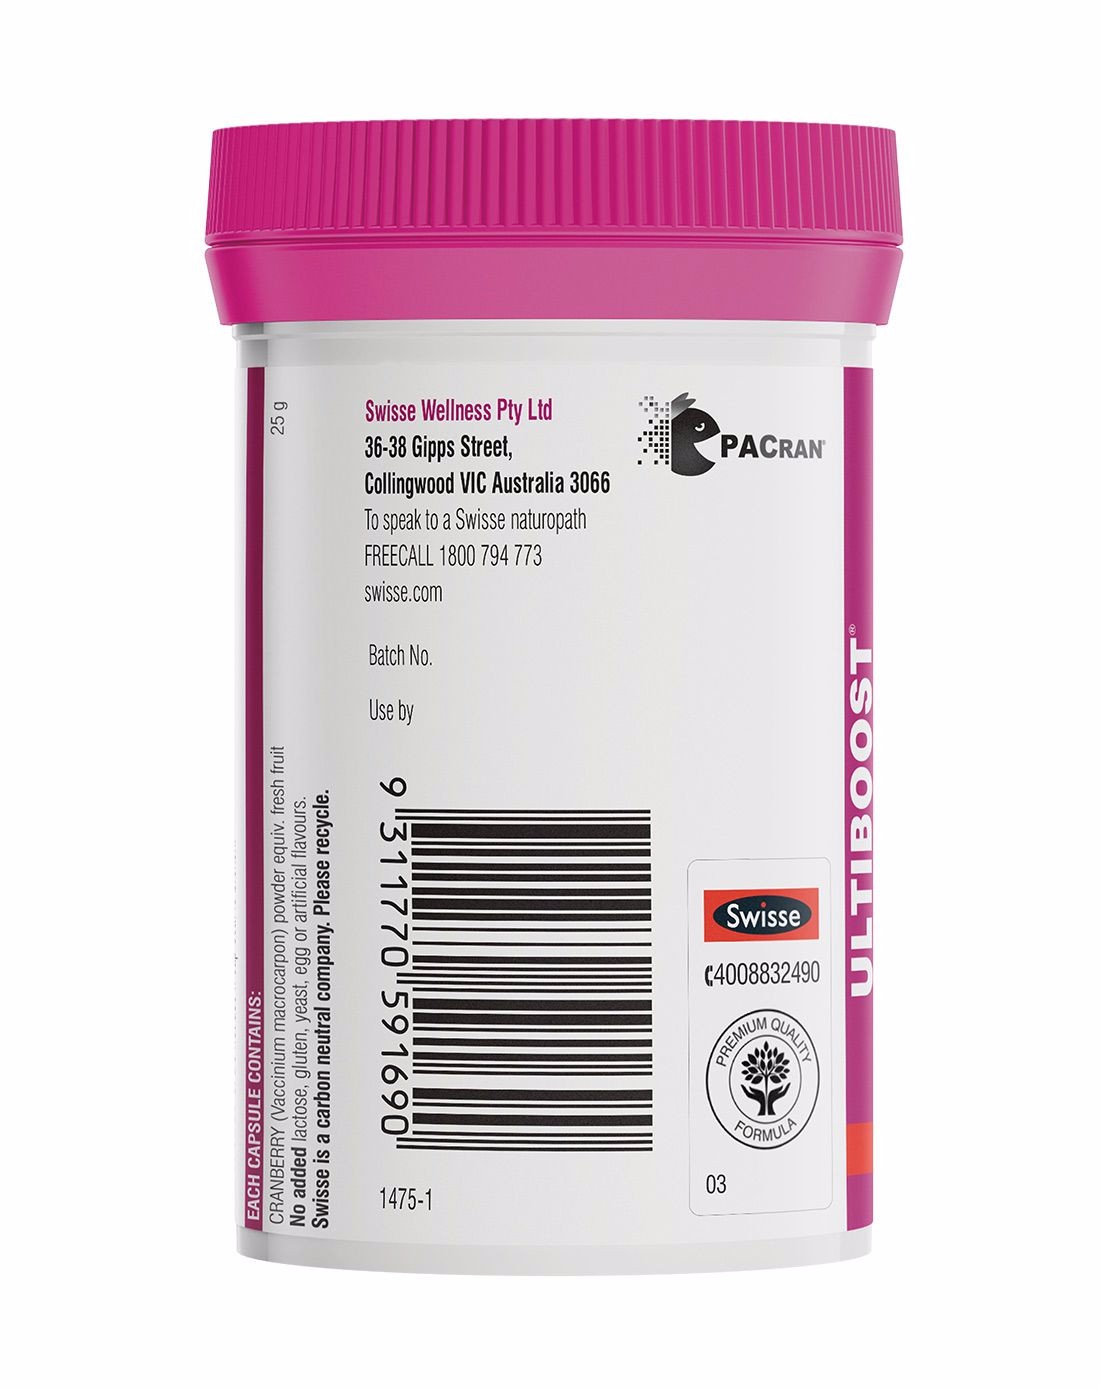 EACH CAPSULE CONTAINS:
CRANBERRY (Vaccinium macrocarpon) powder equiv. fresh fruit 25 g
No added lactose, gluten, yeast, egg or artificial flavours.
Swisse is a carbon neutral company. Please recycle.
Swisse Wellness Pty Ltd
36-38 Gipps Street,
Collingwood VIC Australia 3066
To speak to a Swisse naturopath
FREECALL 1800 794 773
swisse.com
PACRAN®
Batch No.
Use by
9 311770 591690
1475-1
Swisse
4008832490
PREMIUM QUALITY
FORMULA
03
ULTIBOOST®